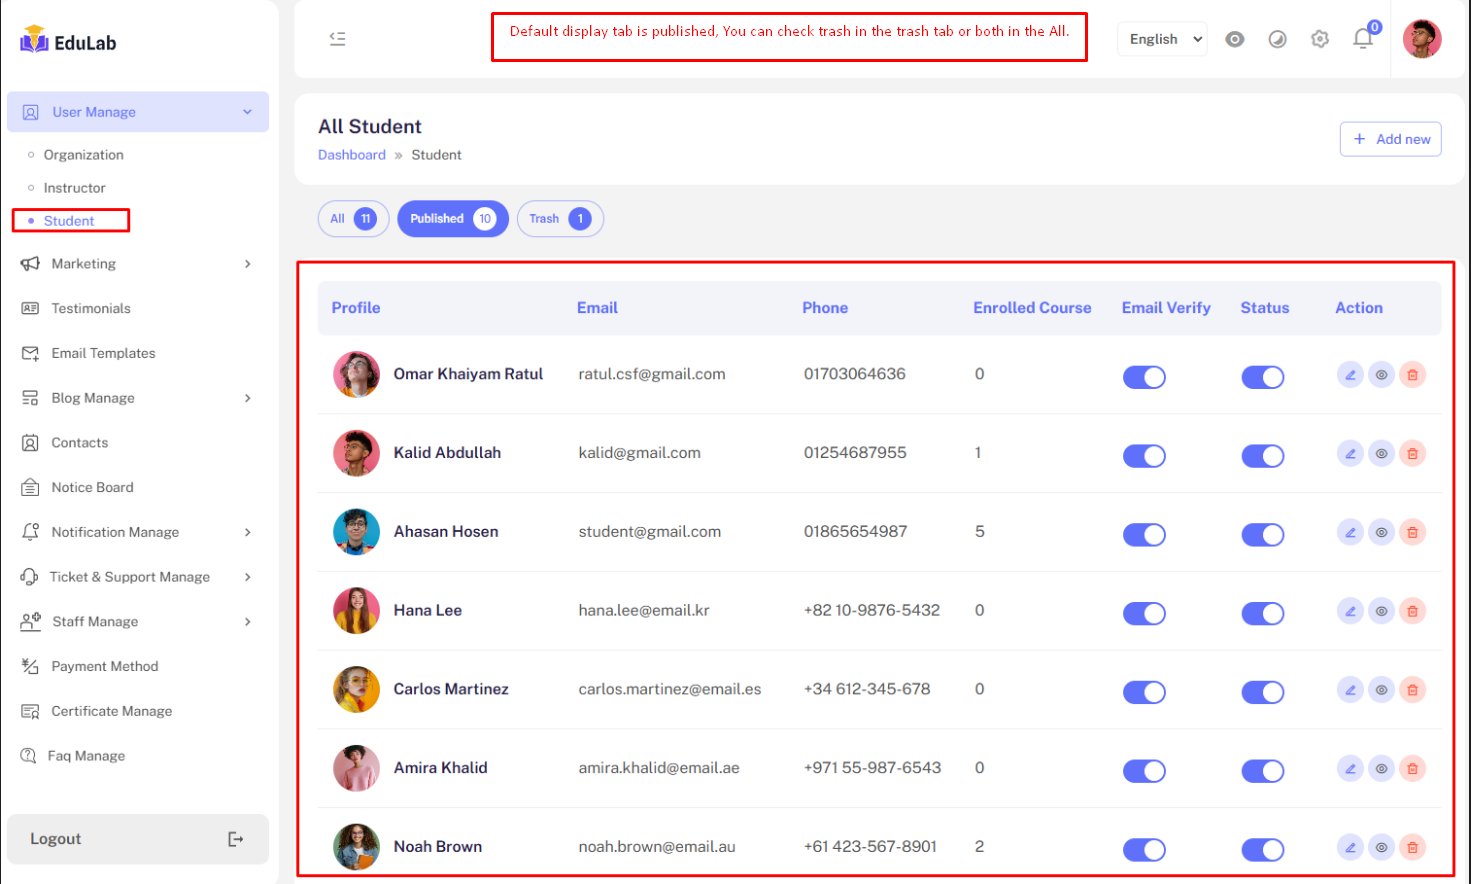 EduLab
Default display tab is published, You can check trash in the trash tab or both in the All.
English
0
User Manage
Organization
Instructor
Student
Marketing
Testimonials
Email Templates
Blog Manage
Contacts
Notice Board
Notification Manage
Ticket & Support Manage
Staff Manage
Payment Method
Certificate Manage
Faq Manage
Logout
All Student
Dashboard » Student
+ Add new
All 11 Published 10 Trash 1
Profile Email Phone Enrolled Course Email Verify Status Action
Omar Khaiyam Ratul ratul.csf@gmail.com 01703064636 0
Kalid Abdullah kalid@gmail.com 01254687955 1
Ahasan Hosen student@gmail.com 01865654987 5
Hana Lee hana.lee@email.kr +82 10-9876-5432 0
Carlos Martinez carlos.martinez@email.es +34 612-345-678 0
Amira Khalid amira.khalid@email.ae +971 55-987-6543 0
Noah Brown noah.brown@email.au +61 423-567-8901 2